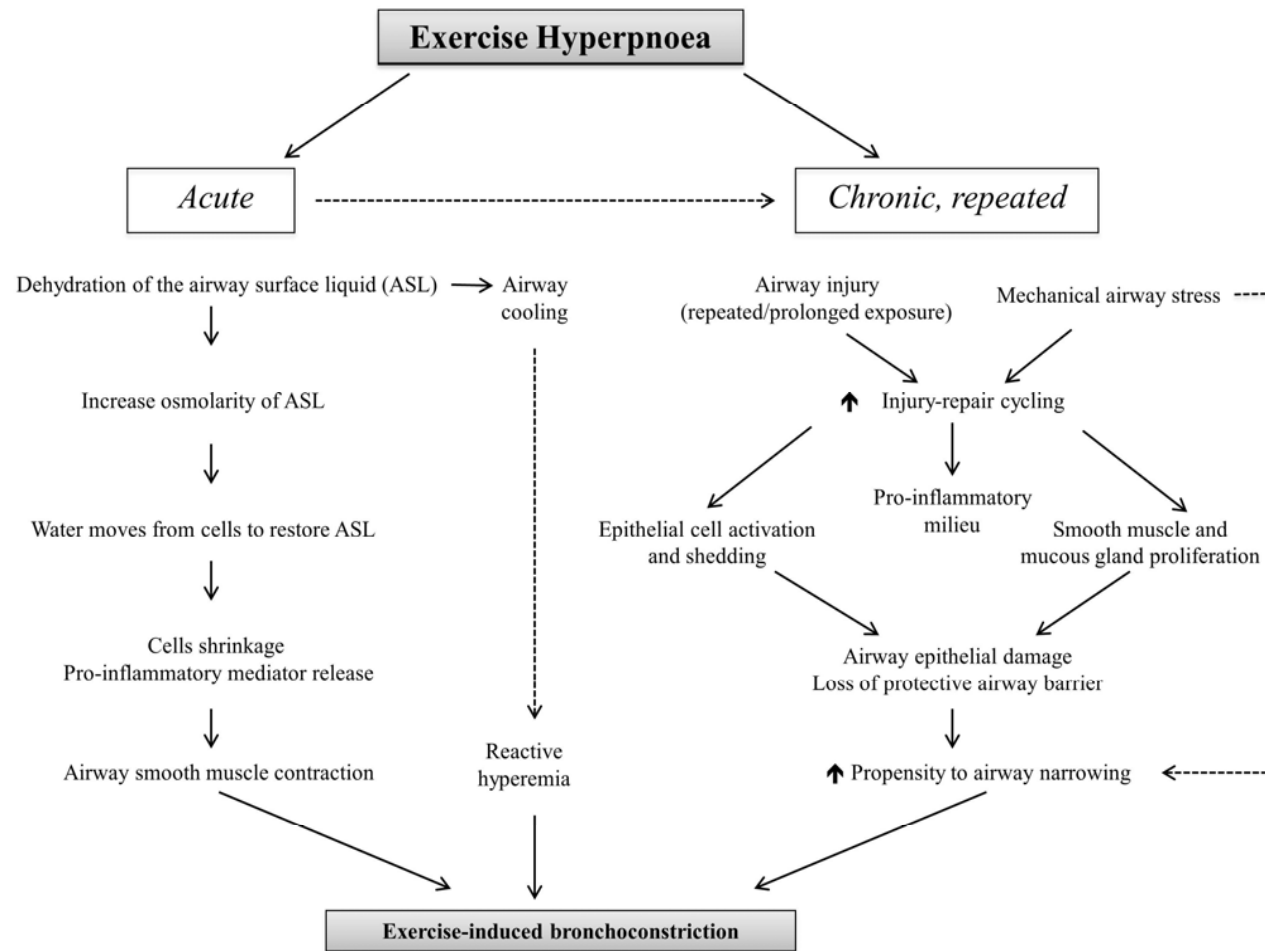 Exercise Hyperpnoea
Acute
Chronic, repeated
Dehydration of the airway surface liquid (ASL)
Airway
cooling
Increase osmolarity of ASL
Water moves from cells to restore ASL
Cells shrinkage
Pro-inflammatory mediator release
Airway smooth muscle contraction
Reactive
hyperemia
Airway injury
(repeated/prolonged exposure)
Mechanical airway stress
Injury-repair cycling
Epithelial cell activation
and shedding
Pro-inflammatory
milieu
Smooth muscle and
mucous gland proliferation
Airway epithelial damage
Loss of protective airway barrier
Propensity to airway narrowing
Exercise-induced bronchoconstriction